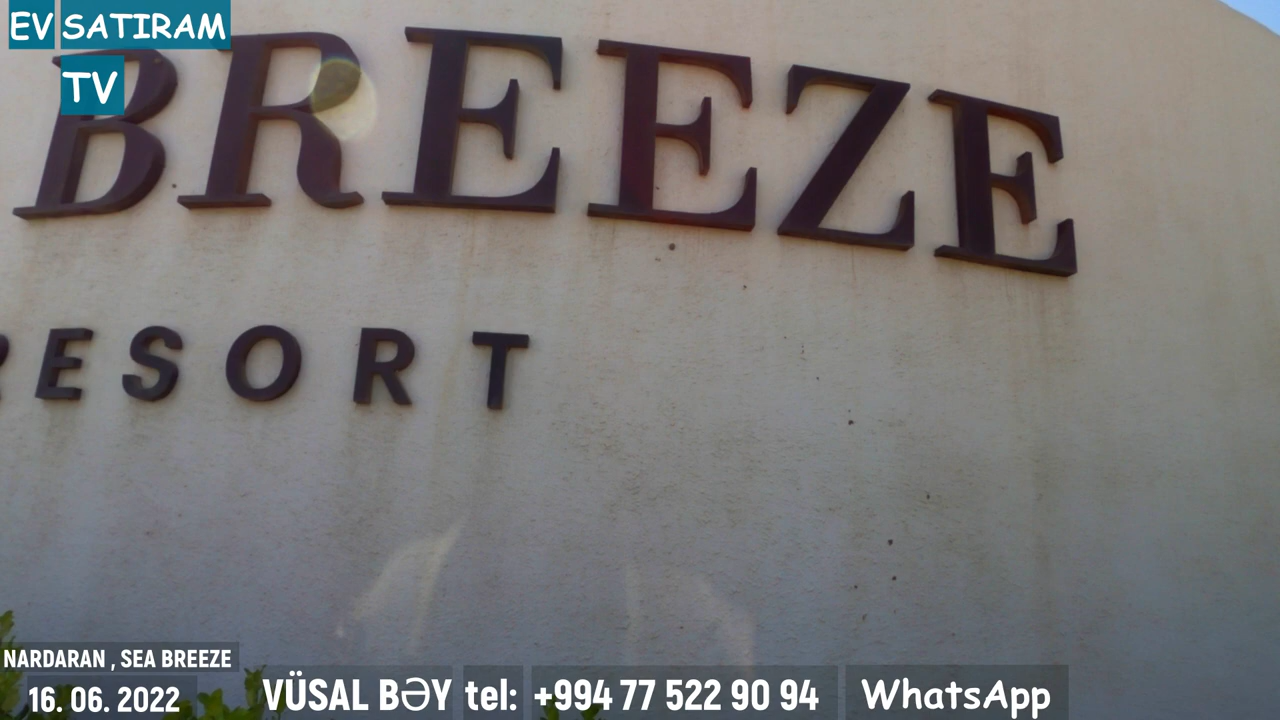 EV SATIRAM
TV
BREEZE
RESORT
NARDARAN , SEA BREEZE
16. 06. 2022
VÜSAL BƏY tel: +994 77 522 90 94 WhatsApp